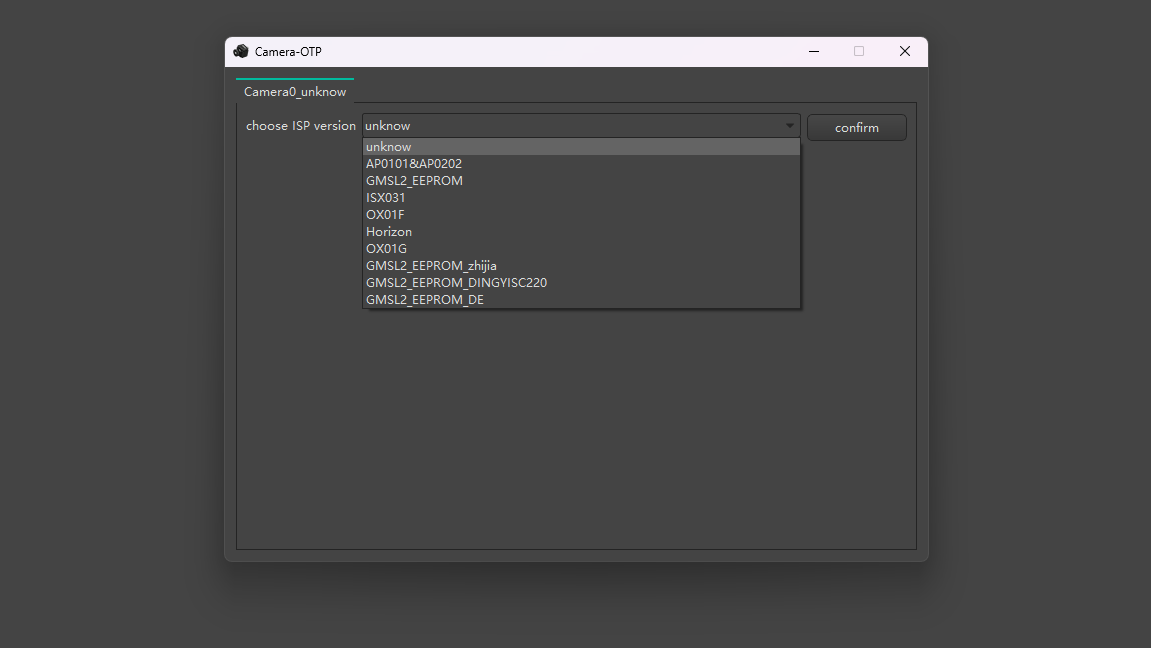 Camera-OTP
Camera0_unknow
choose ISP version unknow confirm
unknow
AP0101&AP0202
GMSL2_EEPROM
ISX031
OX01F
Horizon
OX01G
GMSL2_EEPROM_zhijia
GMSL2_EEPROM_DINGYISC220
GMSL2_EEPROM_DE